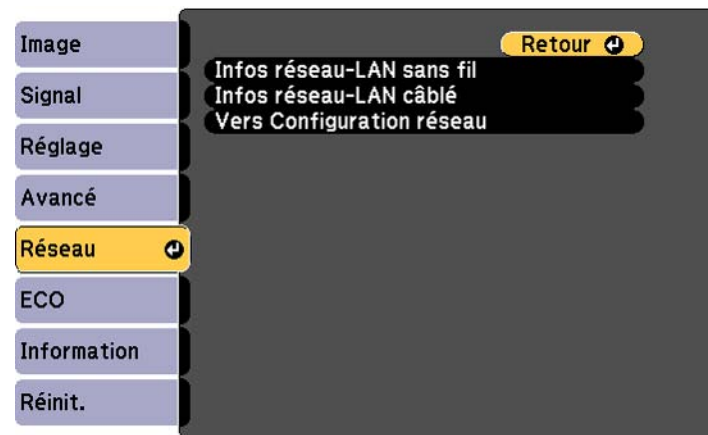 Image
Signal
Réglage
Avancé
Réseau
ECO
Information
Réinit.
Retour
Infos réseau-LAN sans fil
Infos réseau-LAN câblé
Vers Configuration réseau